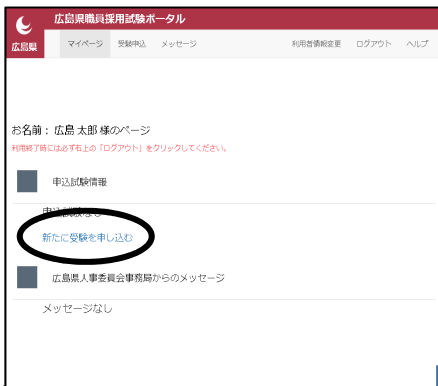 広島県職員採用試験ポータル
広島県
マイページ 受験申込 メッセージ 利用者情報変更 ログアウト ヘルプ
お名前： 広島 太郎 様のページ
利用終了時には必ず右上の「ログアウト」をクリックしてください。
申込試験情報
申込試験なし
新たに受験を申し込む
広島県人事委員会事務局からのメッセージ
メッセージなし